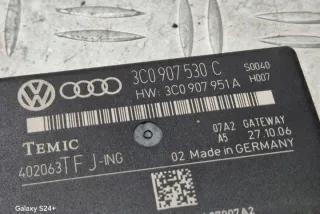 3C0 907 530 C
S0040
HW: 3C0 907 951A
H007
07A2 GATEWAY
TEMIC
A5 27.10.06
402063TF J-ING
02 Made in GERMANY
Galaxy S24+